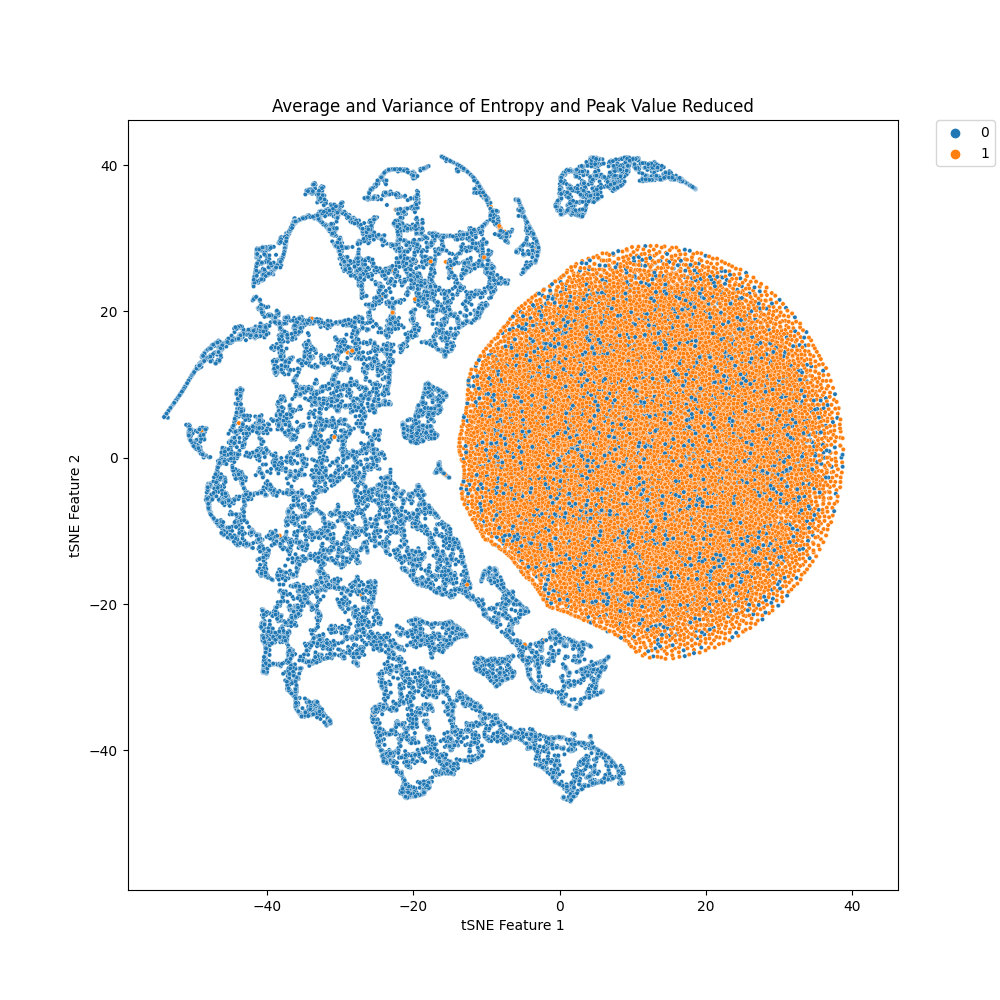 Average and Variance of Entropy and Peak Value Reduced
0
1
40
20
0
−20
−40
tSNE Feature 2
−40 −20 0 20 40
tSNE Feature 1